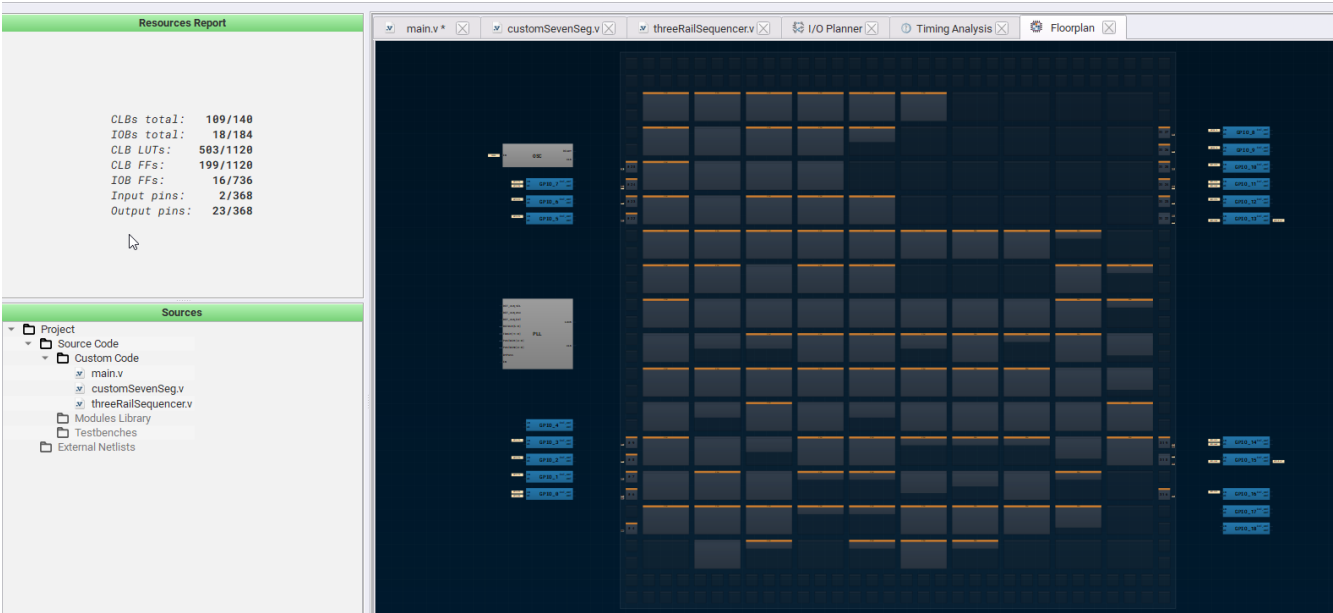 Resources Report
CLBs total: 109/140
IOBs total: 18/184
CLB LUTs: 503/1120
CLB FFs: 199/1120
IOB FFs: 16/736
Input pins: 2/368
Output pins: 23/368
Sources
Project
Source Code
Custom Code
main.v
customSevenSeg.v
threeRailSequencer.v
Modules Library
Testbenches
External Netlists
main.v *
customSevenSeg.v
threeRailSequencer.v
I/O Planner
Timing Analysis
Floorplan
OSC
GPIO_7
GPIO_6
GPIO_5
PLL
GPIO_4
GPIO_3
GPIO_2
GPIO_1
GPIO_0
GPIO_8
GPIO_9
GPIO_10
GPIO_11
GPIO_12
GPIO_13
GPIO_14
GPIO_15
GPIO_16
GPIO_17
GPIO_18